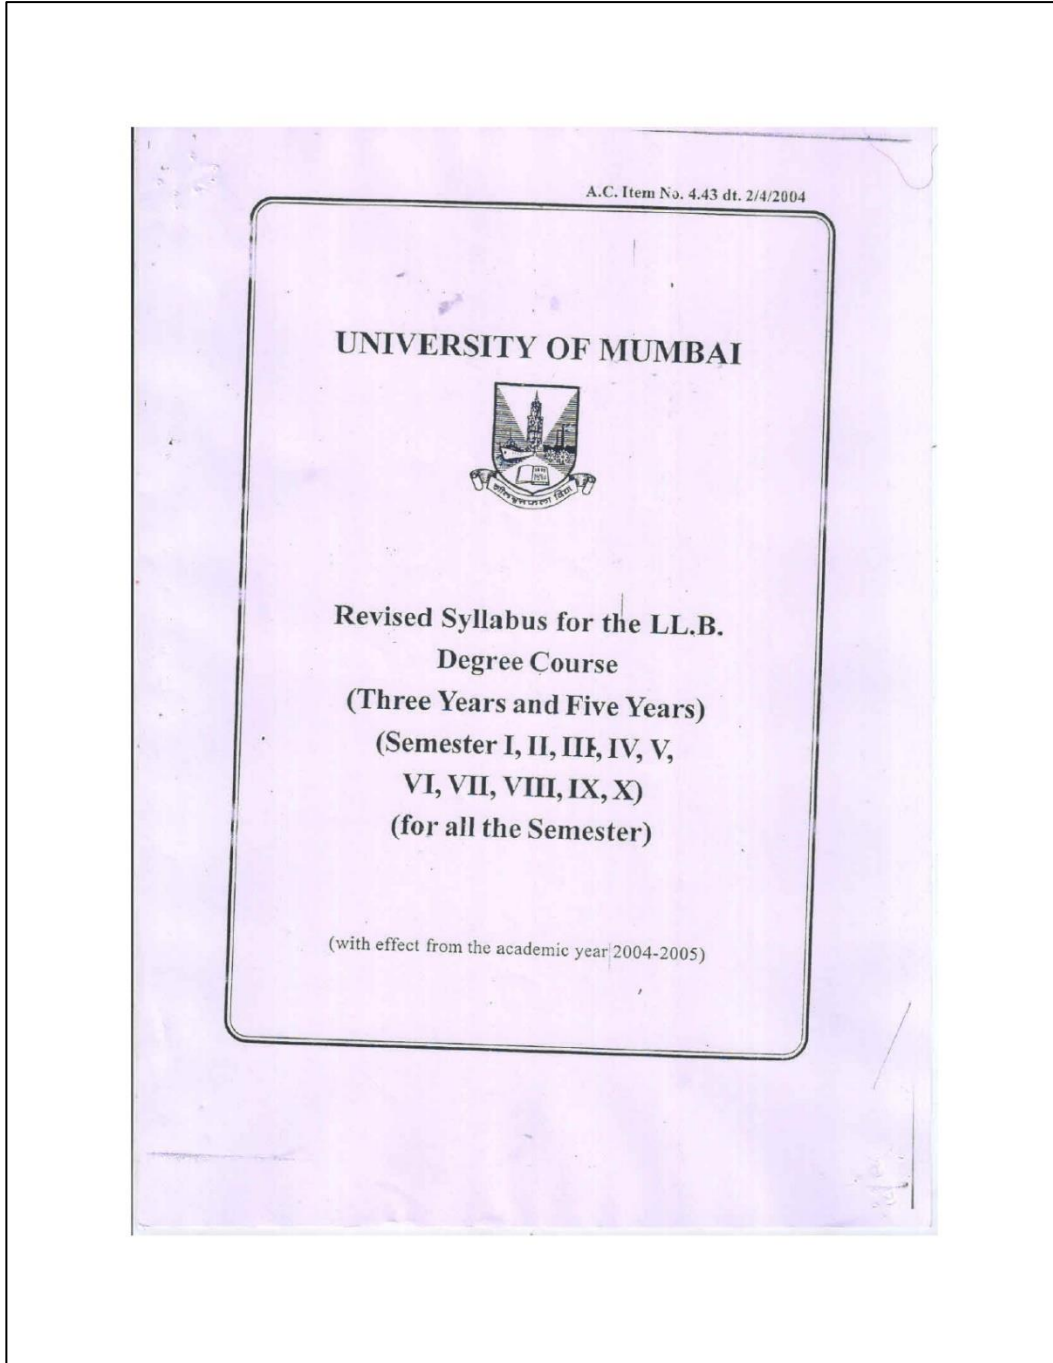 A.C. Item No. 4.43 dt. 2/4/2004
UNIVERSITY OF MUMBAI
Revised Syllabus for the LL.B.
Degree Course
(Three Years and Five Years)
(Semester I, II, III, IV, V,
VI, VII, VIII, IX, X)
(for all the Semester)
(with effect from the academic year 2004-2005)